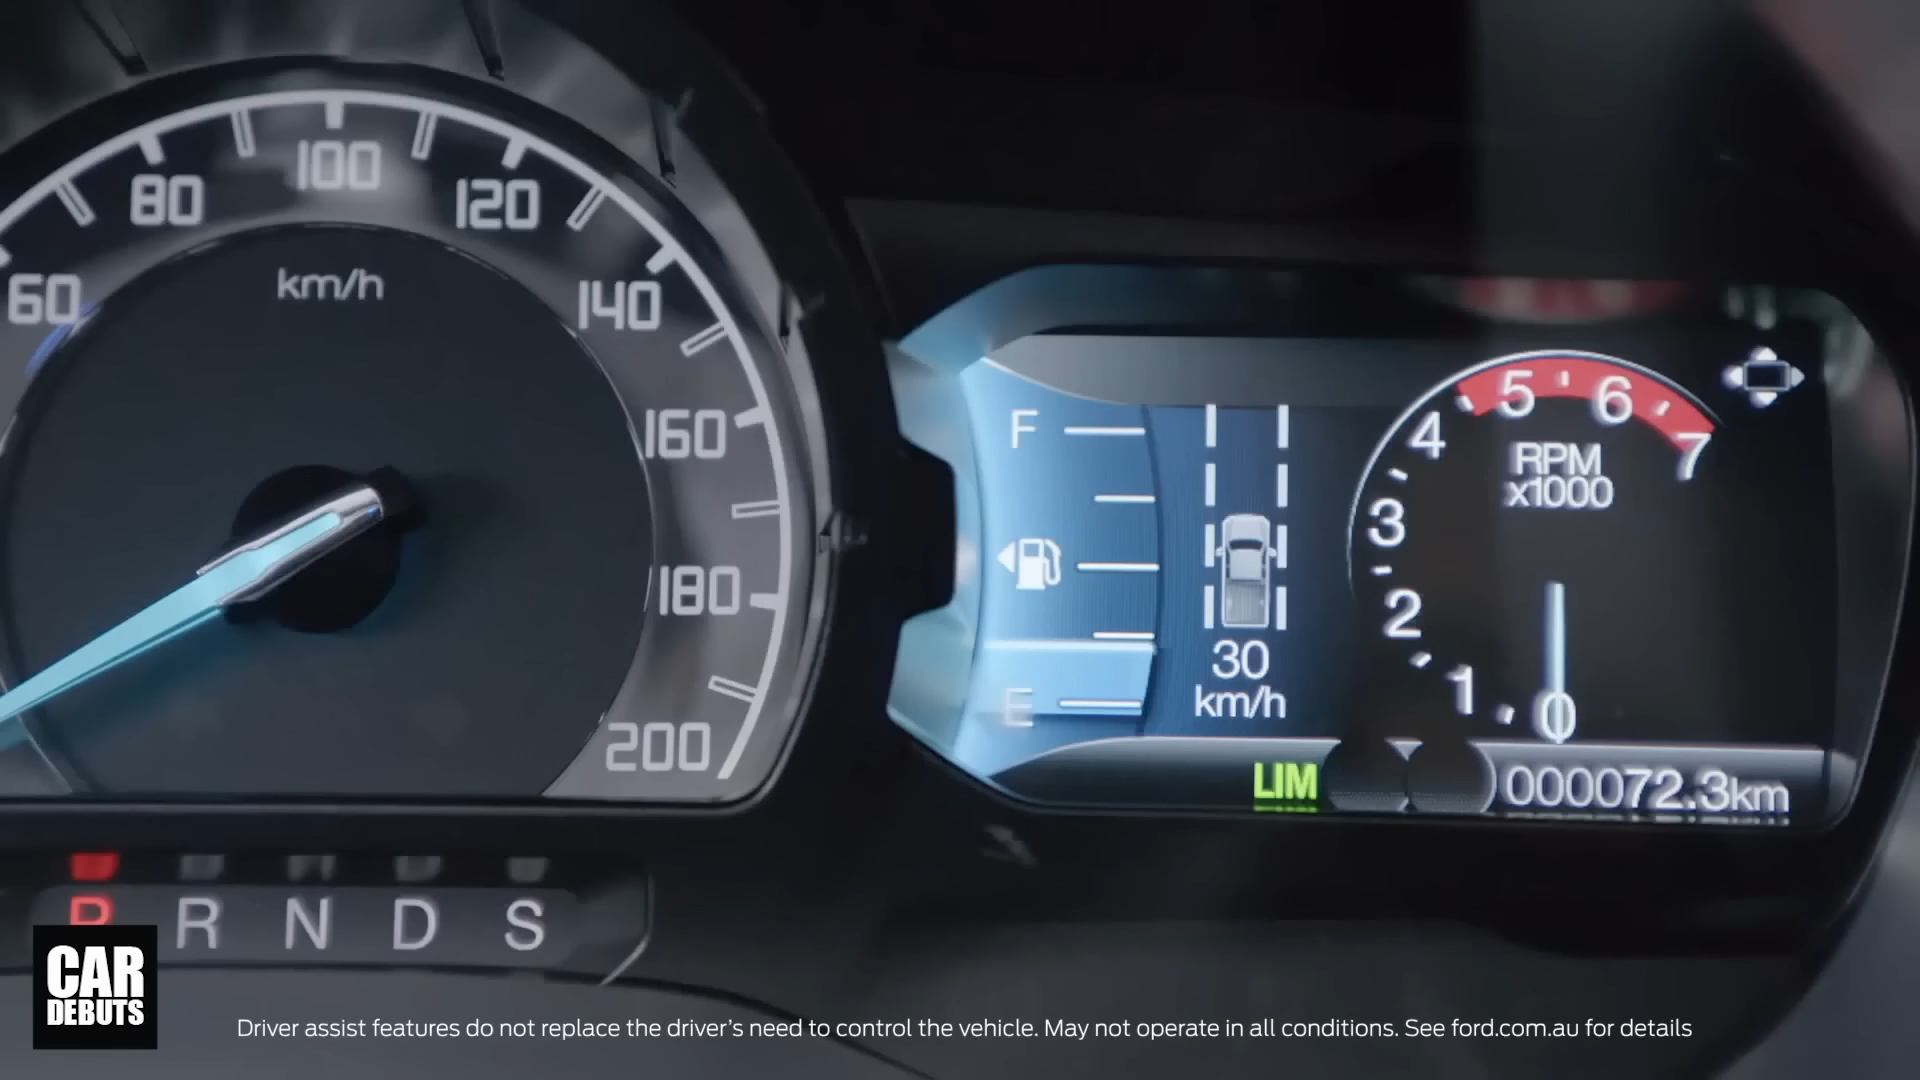 60
80
100
120
140
160
180
200
km/h
F
E
30
km/h
LIM
1
2
3
4
5
6
7
0
RPM
x1000
000072.3km
P R N D S
CAR
DEBUTS
Driver assist features do not replace the driver's need to control the vehicle. May not operate in all conditions. See ford.com.au for details